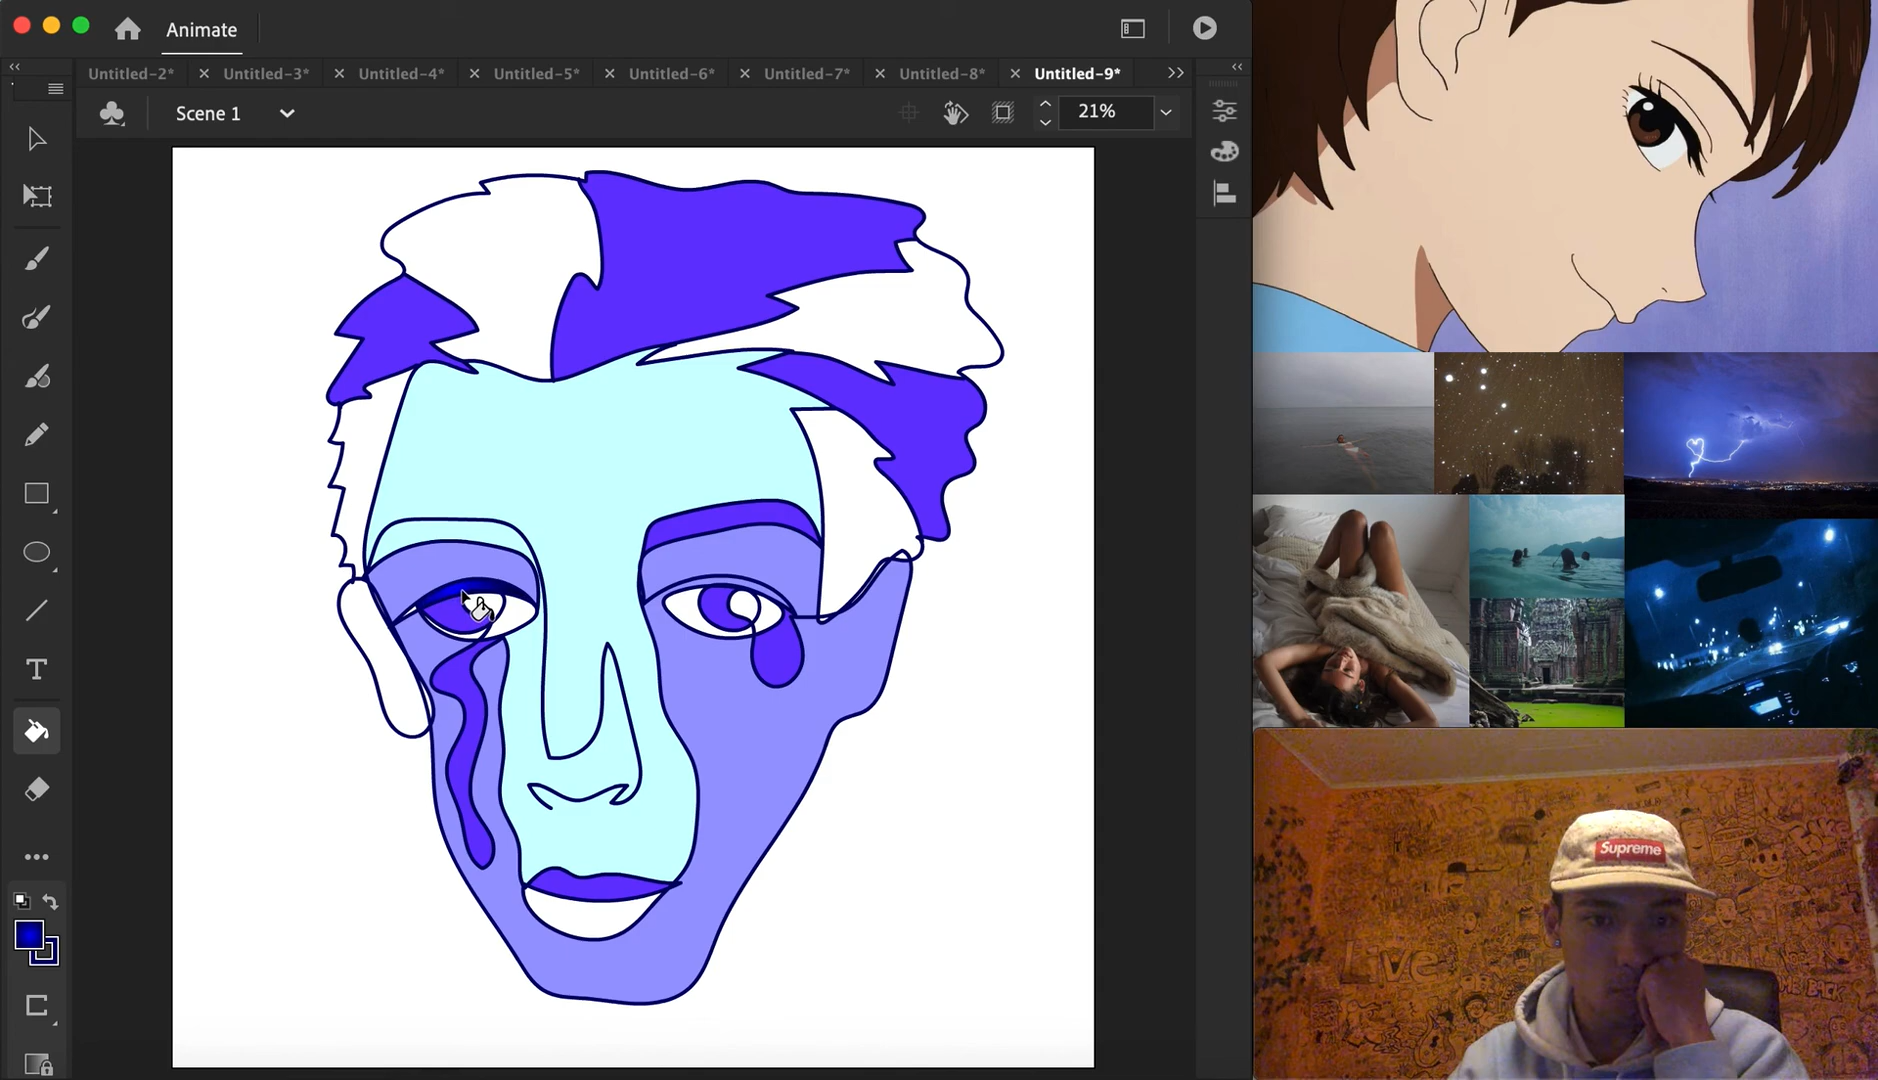 Animate
Untitled-2* × Untitled-3* × Untitled-4* × Untitled-5* × Untitled-6* × Untitled-7* × Untitled-8* × Untitled-9* >>
Scene 1
21%
T
Supreme
Live